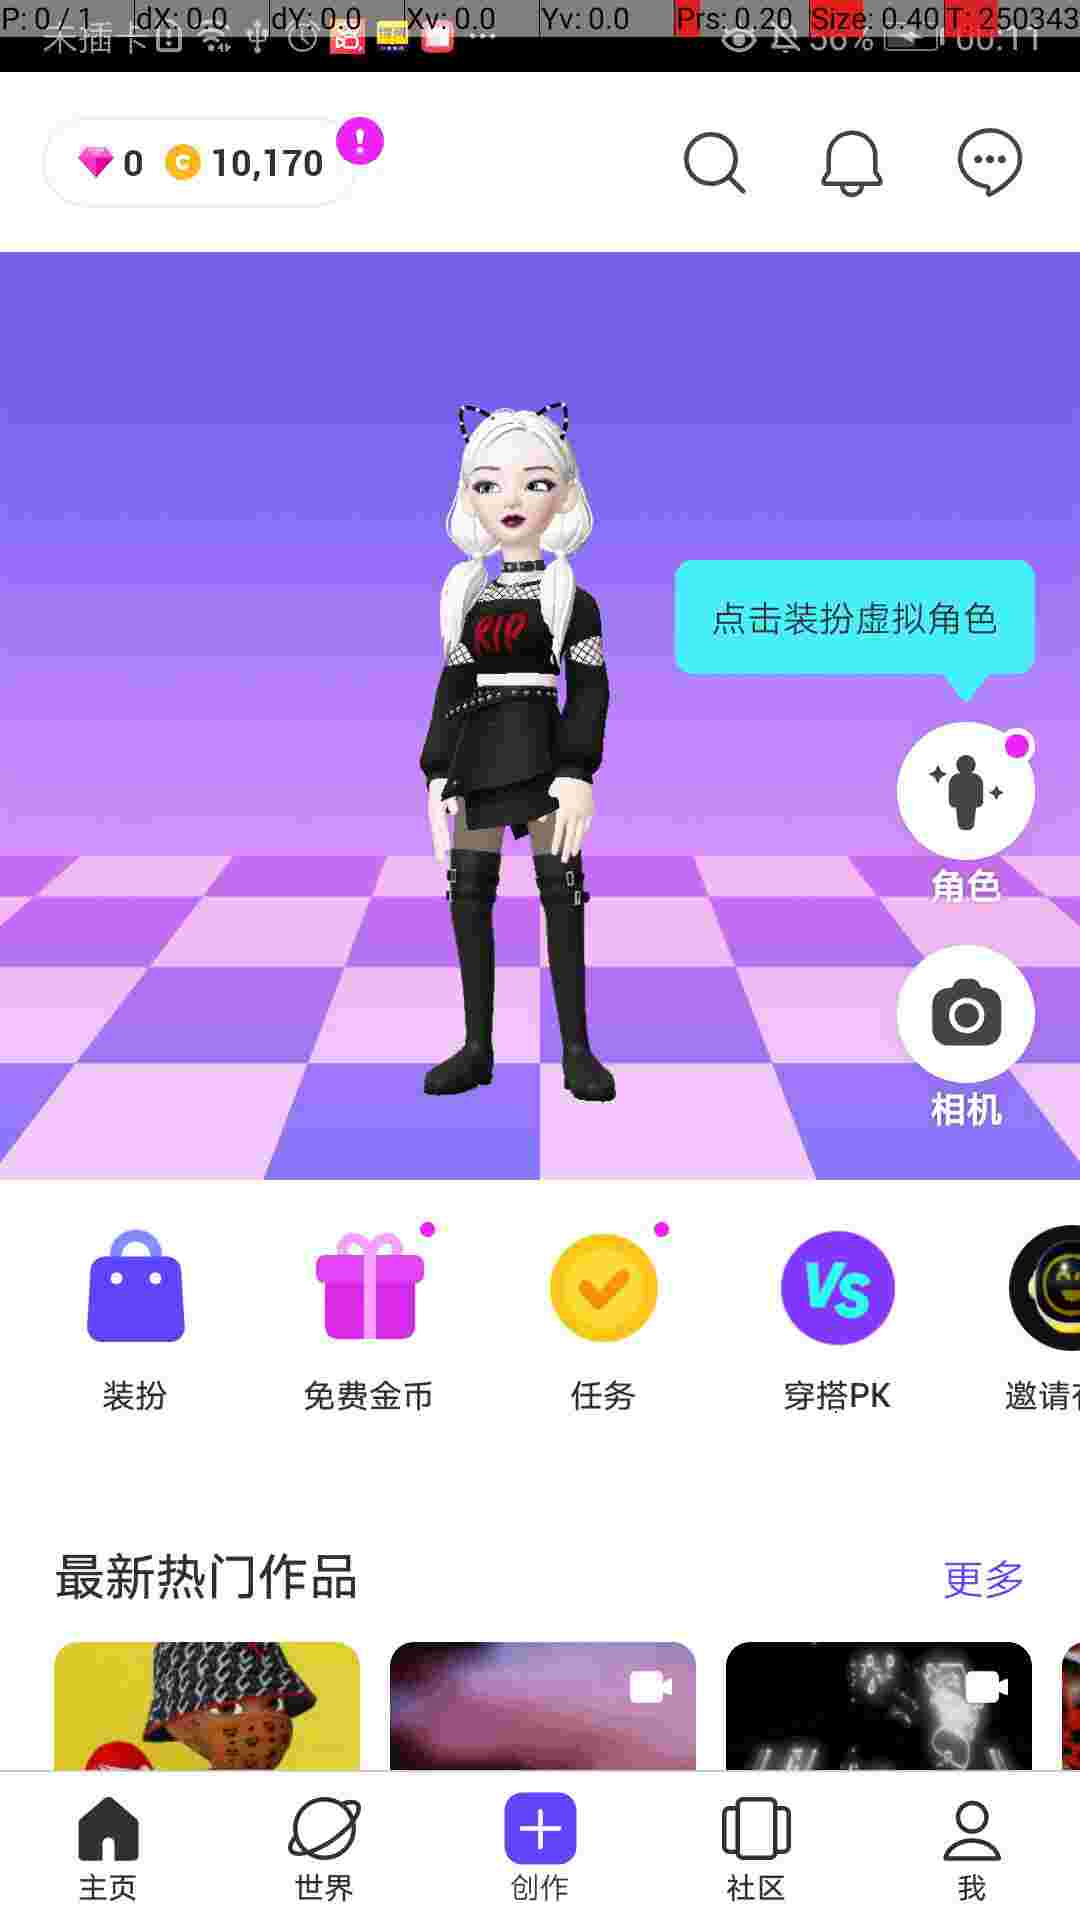 P: 0 / 1 dX: 0.0 dY: 0.0 Xv: 0.0 Yv: 0.0 Prs: 0.20 Size: 0.40 T: 250343
未插卡 56% 00:11
0 10,170
RIP
点击装扮虚拟角色
角色
相机
VS
装扮 免费金币 任务 穿搭PK 邀请
最新热门作品 更多
主页 世界 创作 社区 我